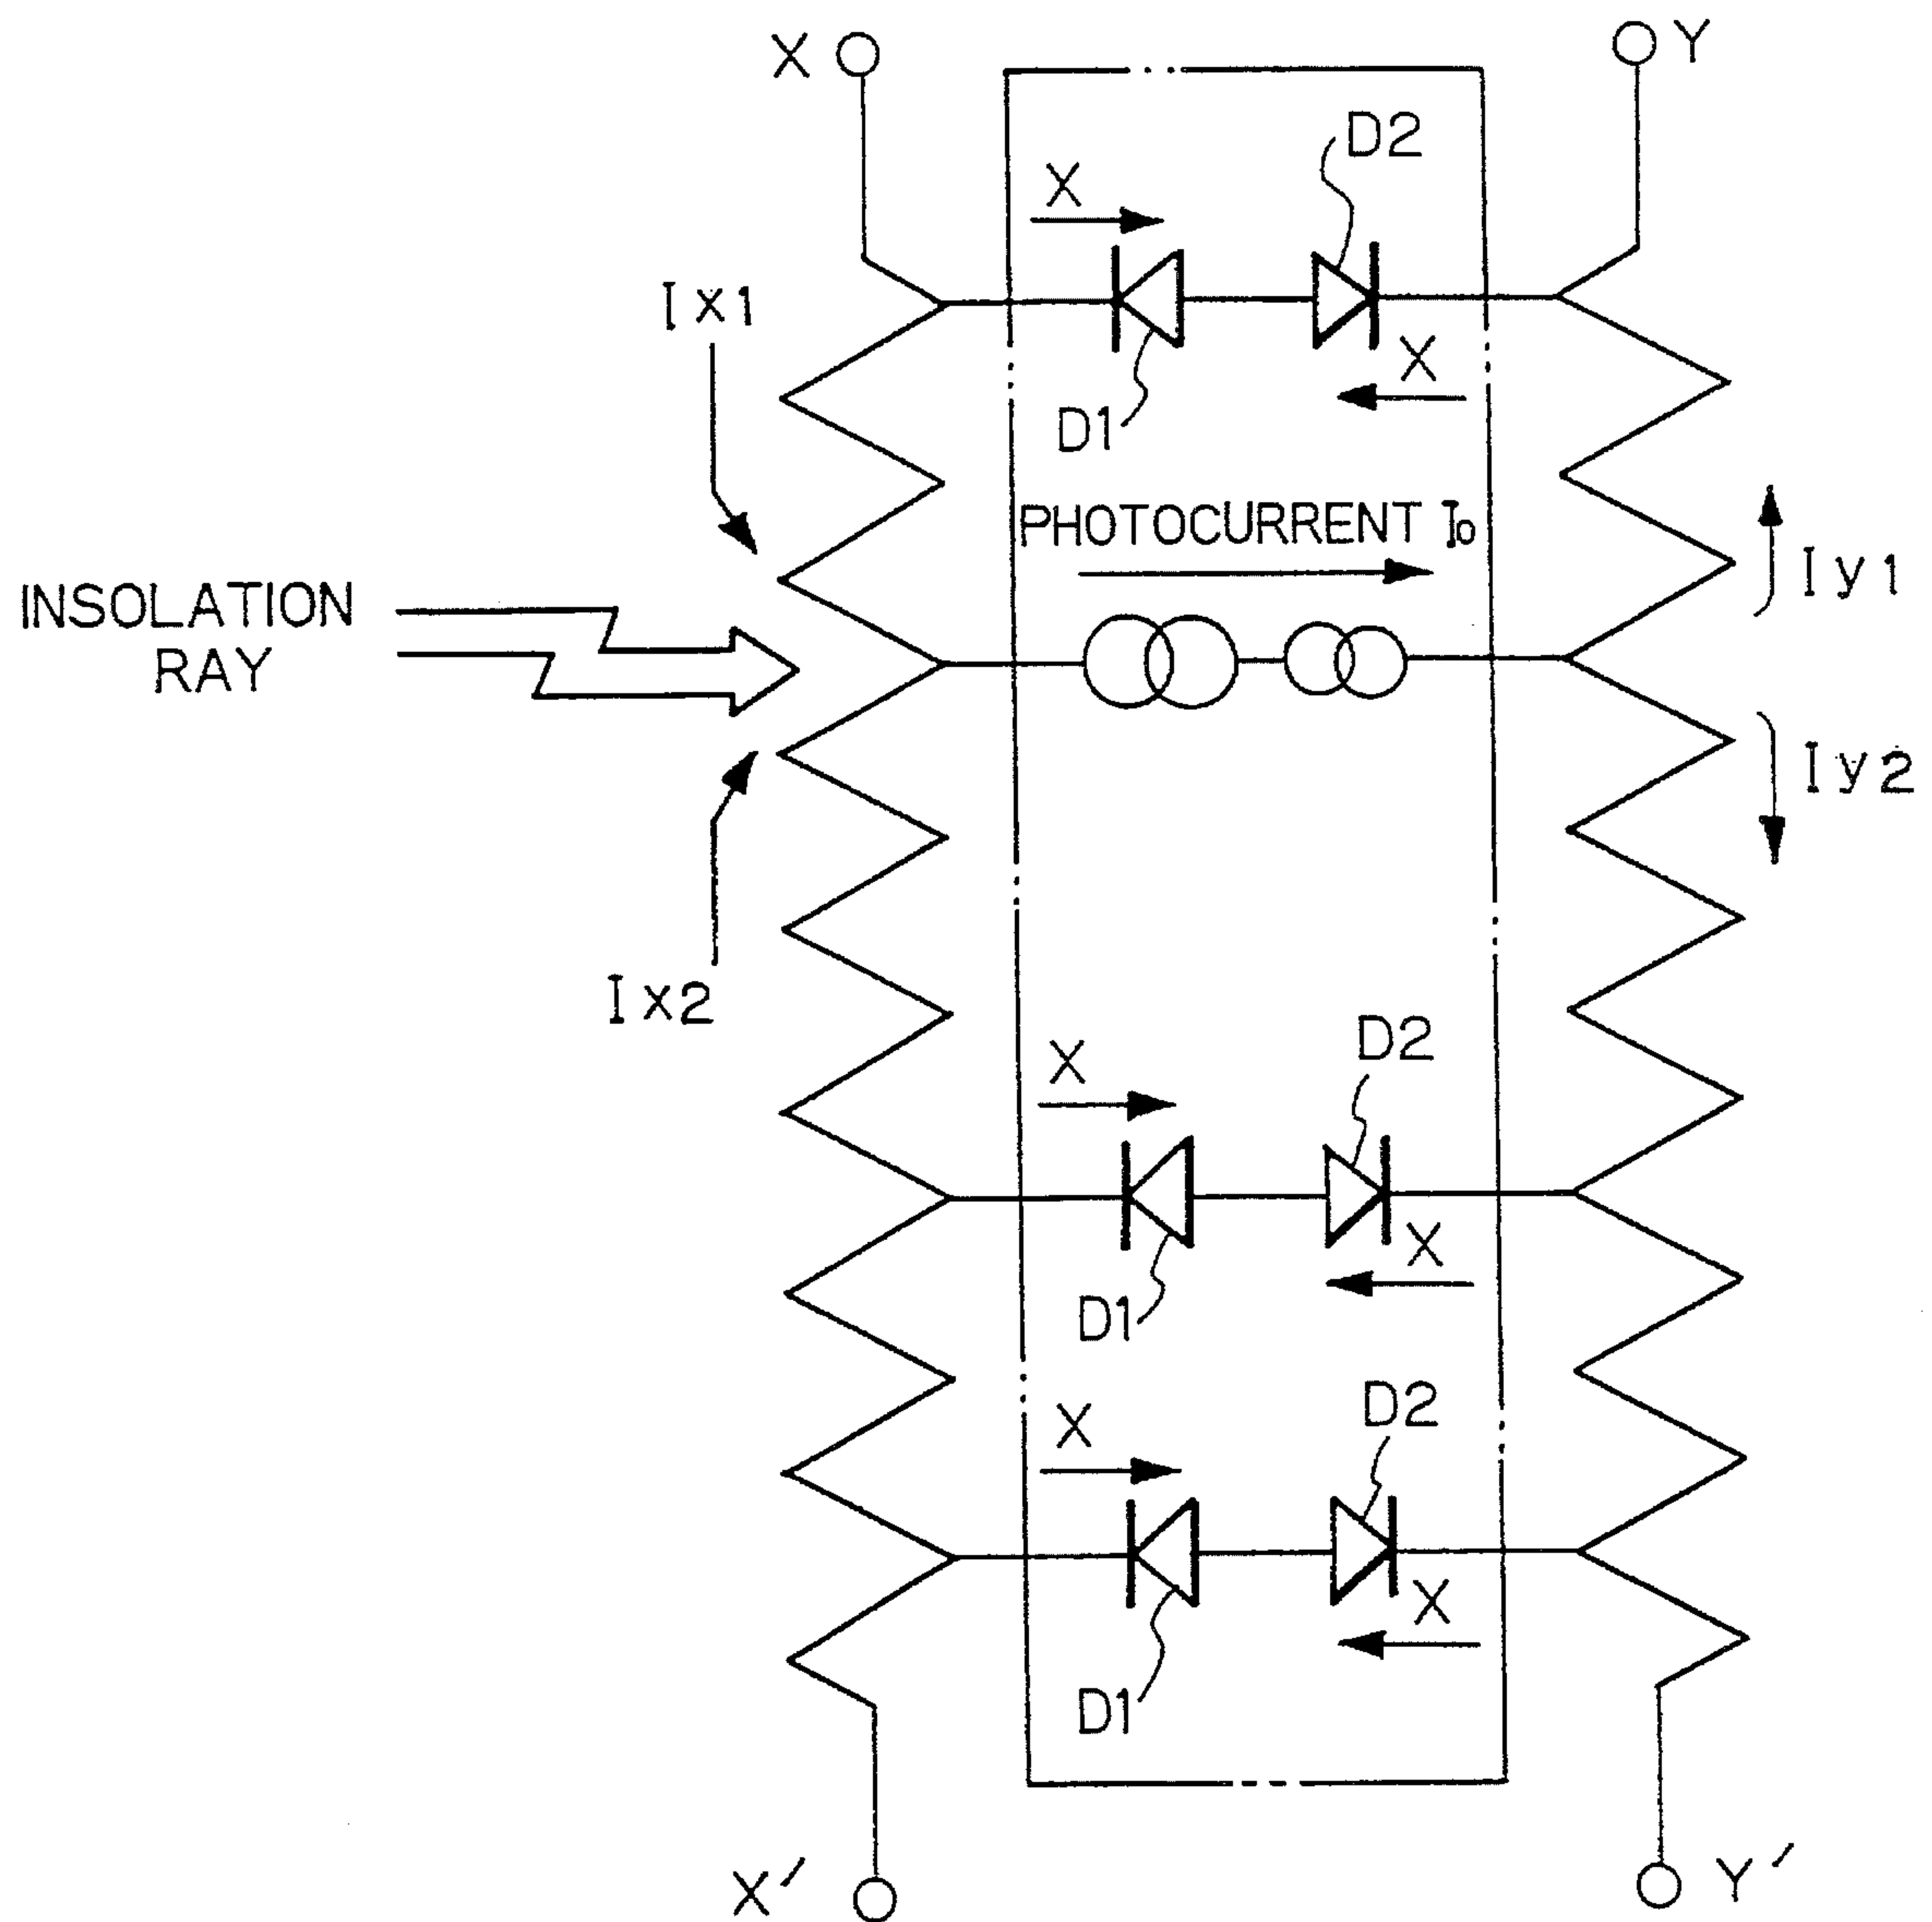 X
Y
D2
X
Ix1
X
D1
PHOTOCURRENT I0
Iy1
INSOLATION
RAY
Iy2
Ix2
D2
X
X
D1
D2
X
X
D1
X'
Y'